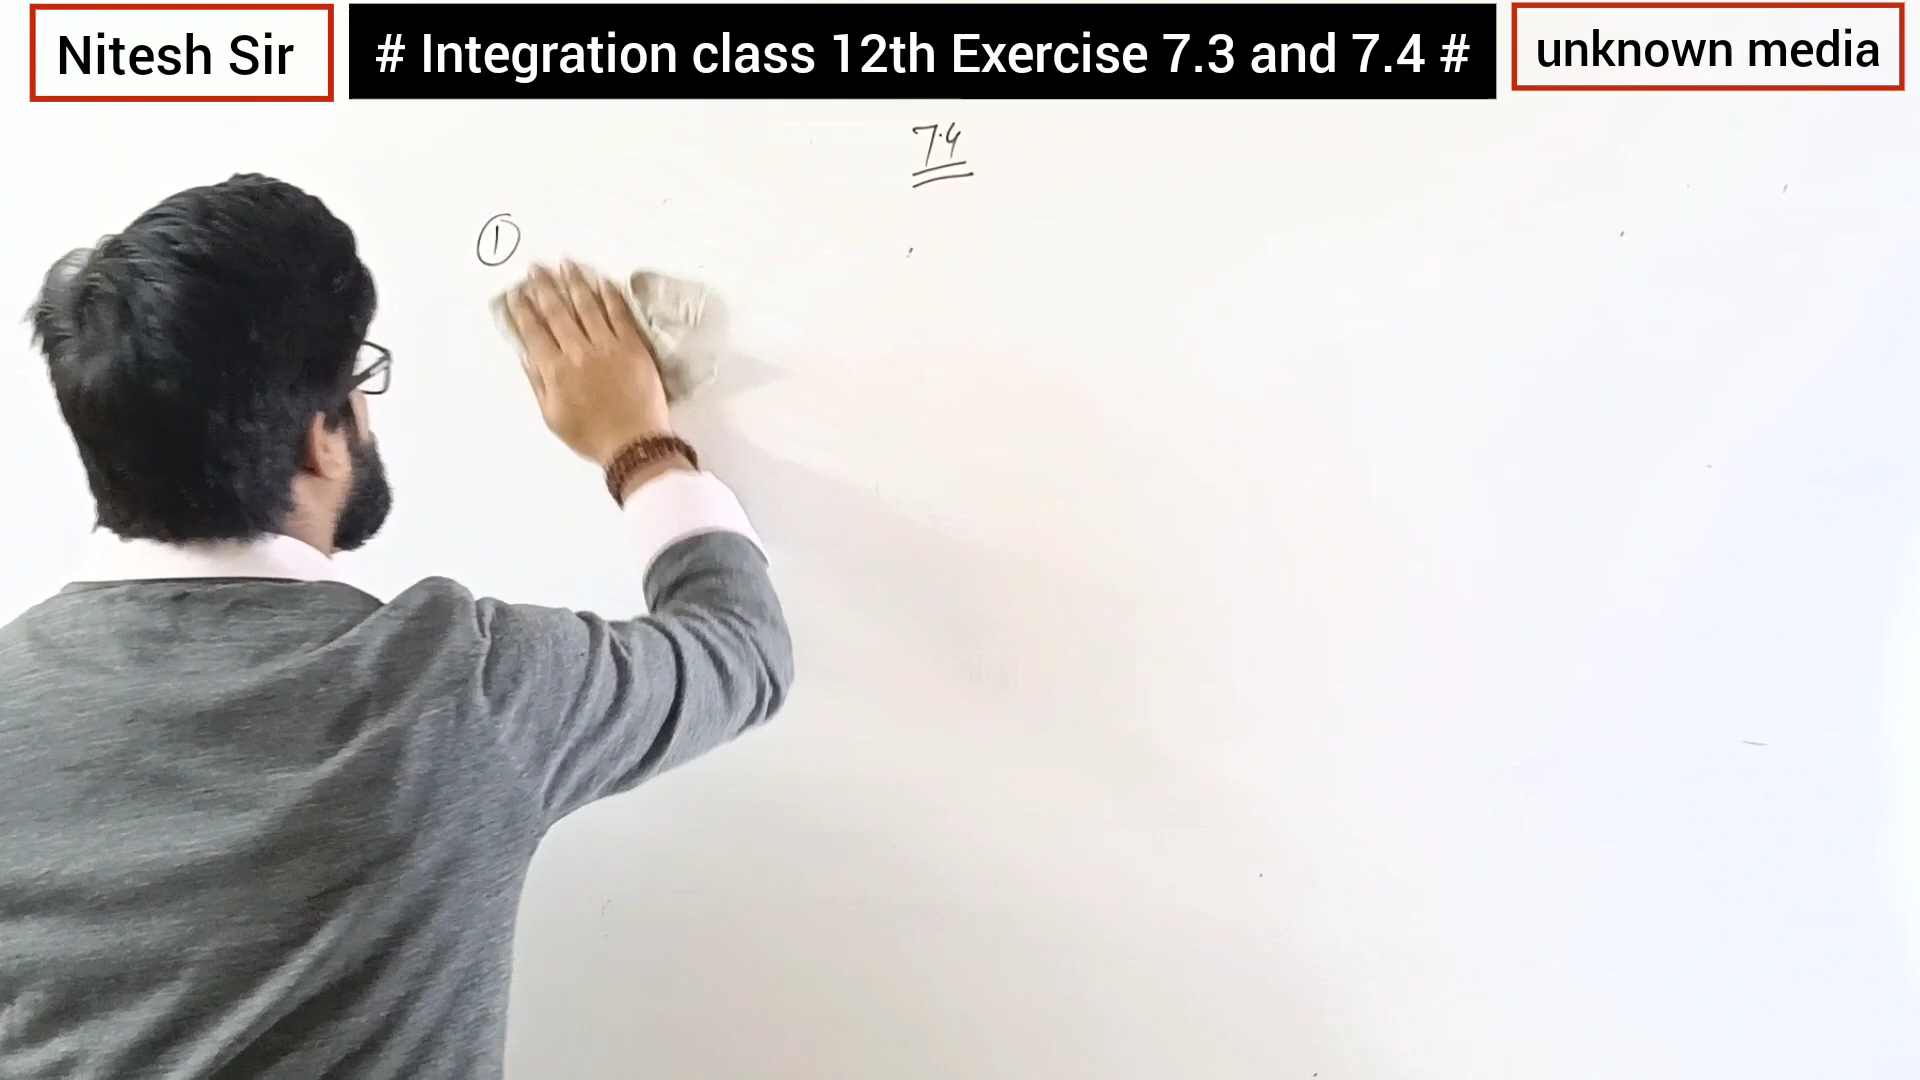 Nitesh Sir
# Integration class 12th Exercise 7.3 and 7.4 #
unknown media
7.4
①